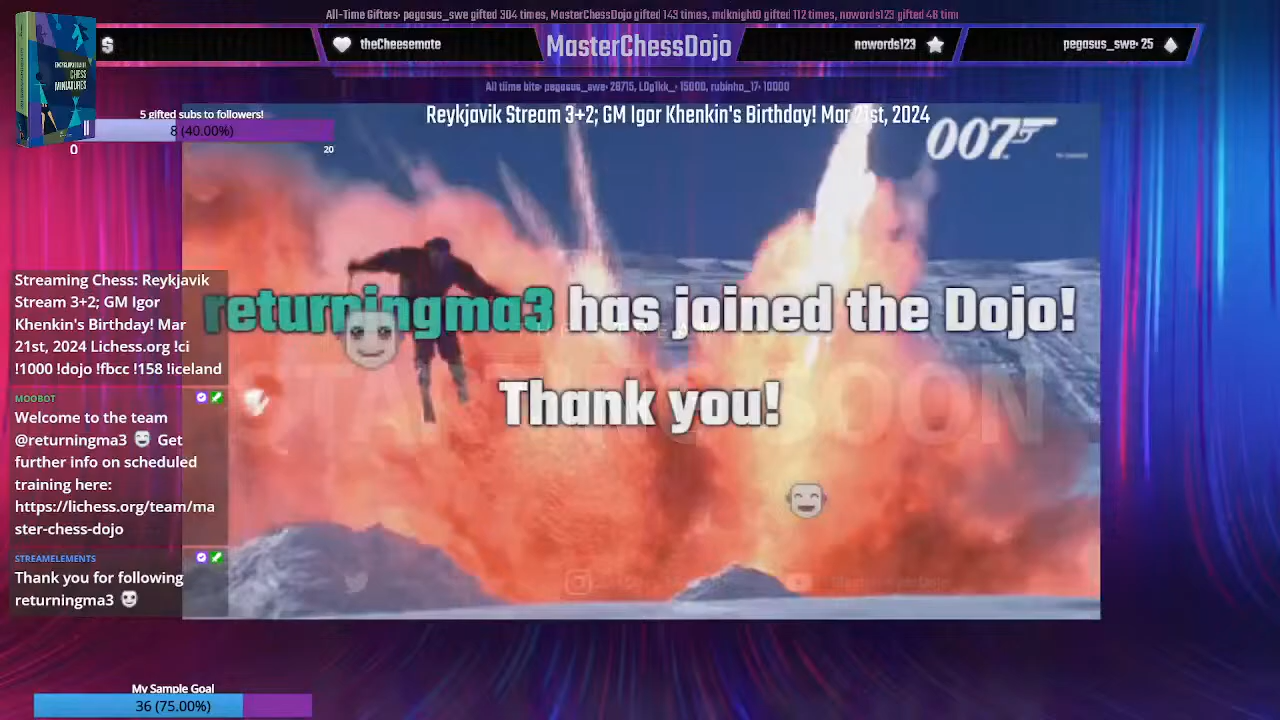 All-Time Gifters• pegasus_swe gifted 304 times, MasterChessDojo gifted 143 times, mdknight0 gifted 112 times, nowords123 gifted 46 tim
$
theCheesemate
MasterChessDojo
nowords123
pegasus_swe• 25
CHESS
MINIATURES
All time bits• pegasus_swe• 28715, L0g1kk_• 15000, rubinho_17• 10000
5 gifted subs to followers!
8 (40.00%)
0
20
Reykjavik Stream 3+2; GM Igor Khenkin's Birthday! Mar 21st, 2024
007
Streaming Chess: Reykjavik
Stream 3+2; GM Igor
Khenkin's Birthday! Mar
21st, 2024 Lichess.org !ci
!1000 !dojo !fbcc !158 !iceland
returningma3 has joined the Dojo!
Thank you!
STARTING SOON
MOOBOT
Welcome to the team
@returningma3 Get
further info on scheduled
training here:
https://lichess.org/team/ma
ster-chess-dojo
STREAMELEMENTS
Thank you for following
returningma3
My Sample Goal
36 (75.00%)